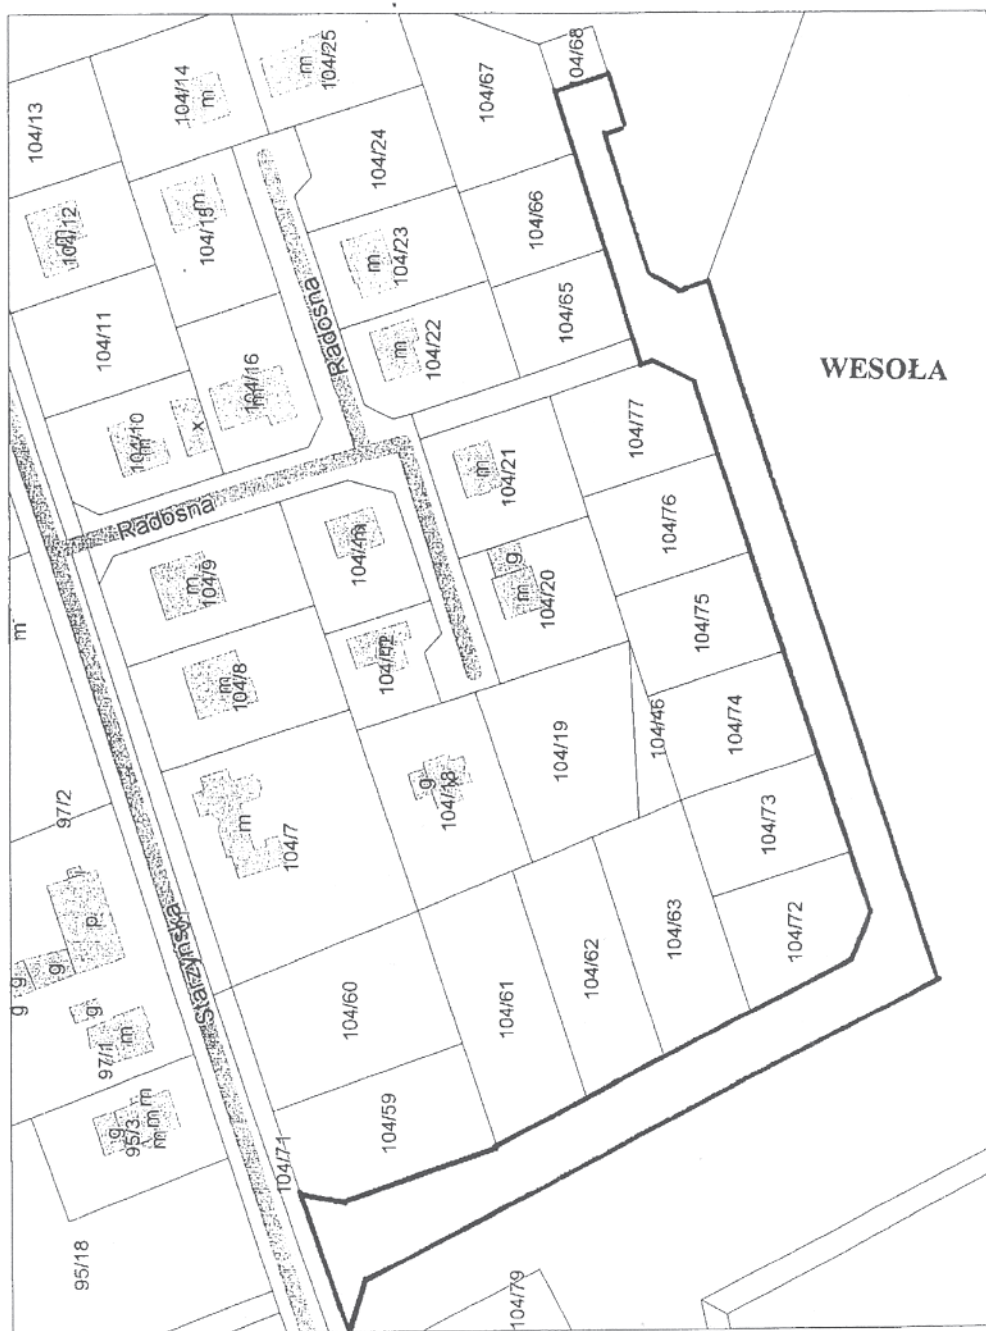 104/13
104/14
m
104/25
m
104/68
104/67
104/12
m
104/15
m
104/24
104/66
104/23
m
104/11
104/65
104/22
m
Radosna
104/16
m
x
104/10
m
WESOŁA
104/77
104/21
m
Radosna
104/76
104/9
m
m
104/20
m
g
104/75
m
104/8
m
104/74
104/46
104/19
104/18
g
97/2
104/7
m
104/73
Starzyńska
p
g
g
g
g
97/1
m
104/72
104/63
104/62
104/61
104/60
95/3
g
m
m
m
104/59
104/71
95/18
104/79